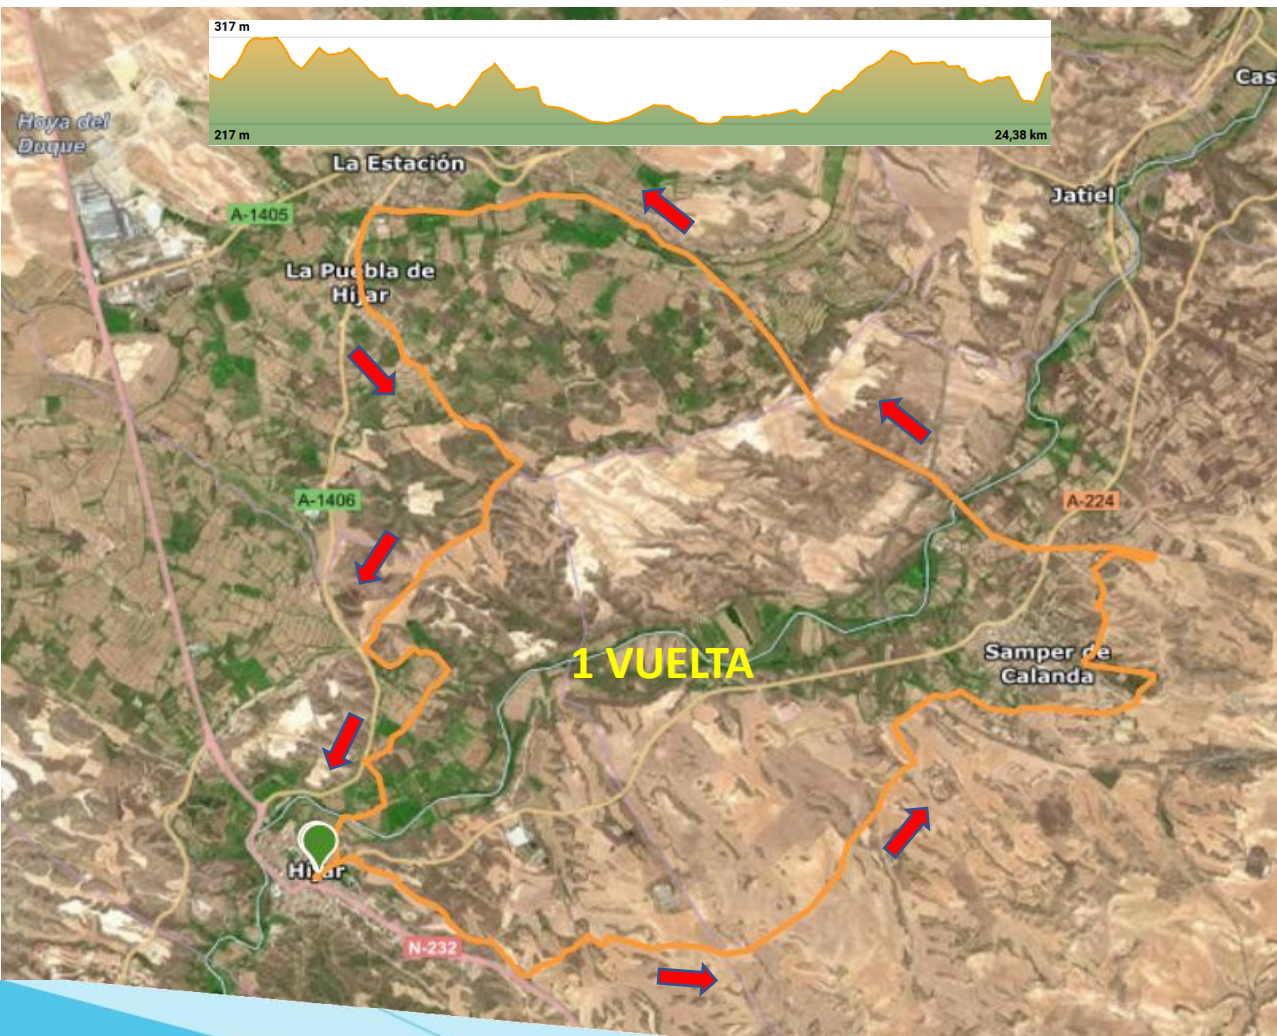 317 m
217 m
24,38 km
Cas
Hoya del
Duque
La Estación
Jatiel
A-1405
La Puebla de
Híjar
A-1406
A-224
1 VUELTA
Samper de
Calanda
Híjar
N-232